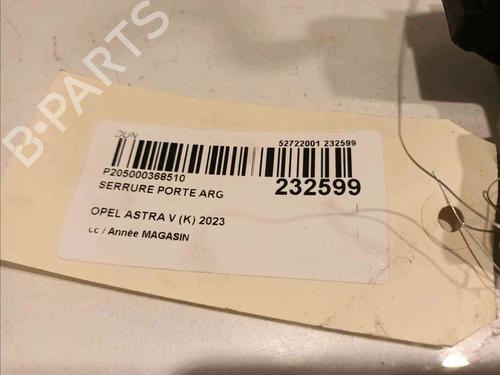 B-PARTS
DUN
52722001 232599
P205000368510
SERRURE PORTE ARG
232599
OPEL ASTRA V (K) 2023
cc / Année MAGASIN